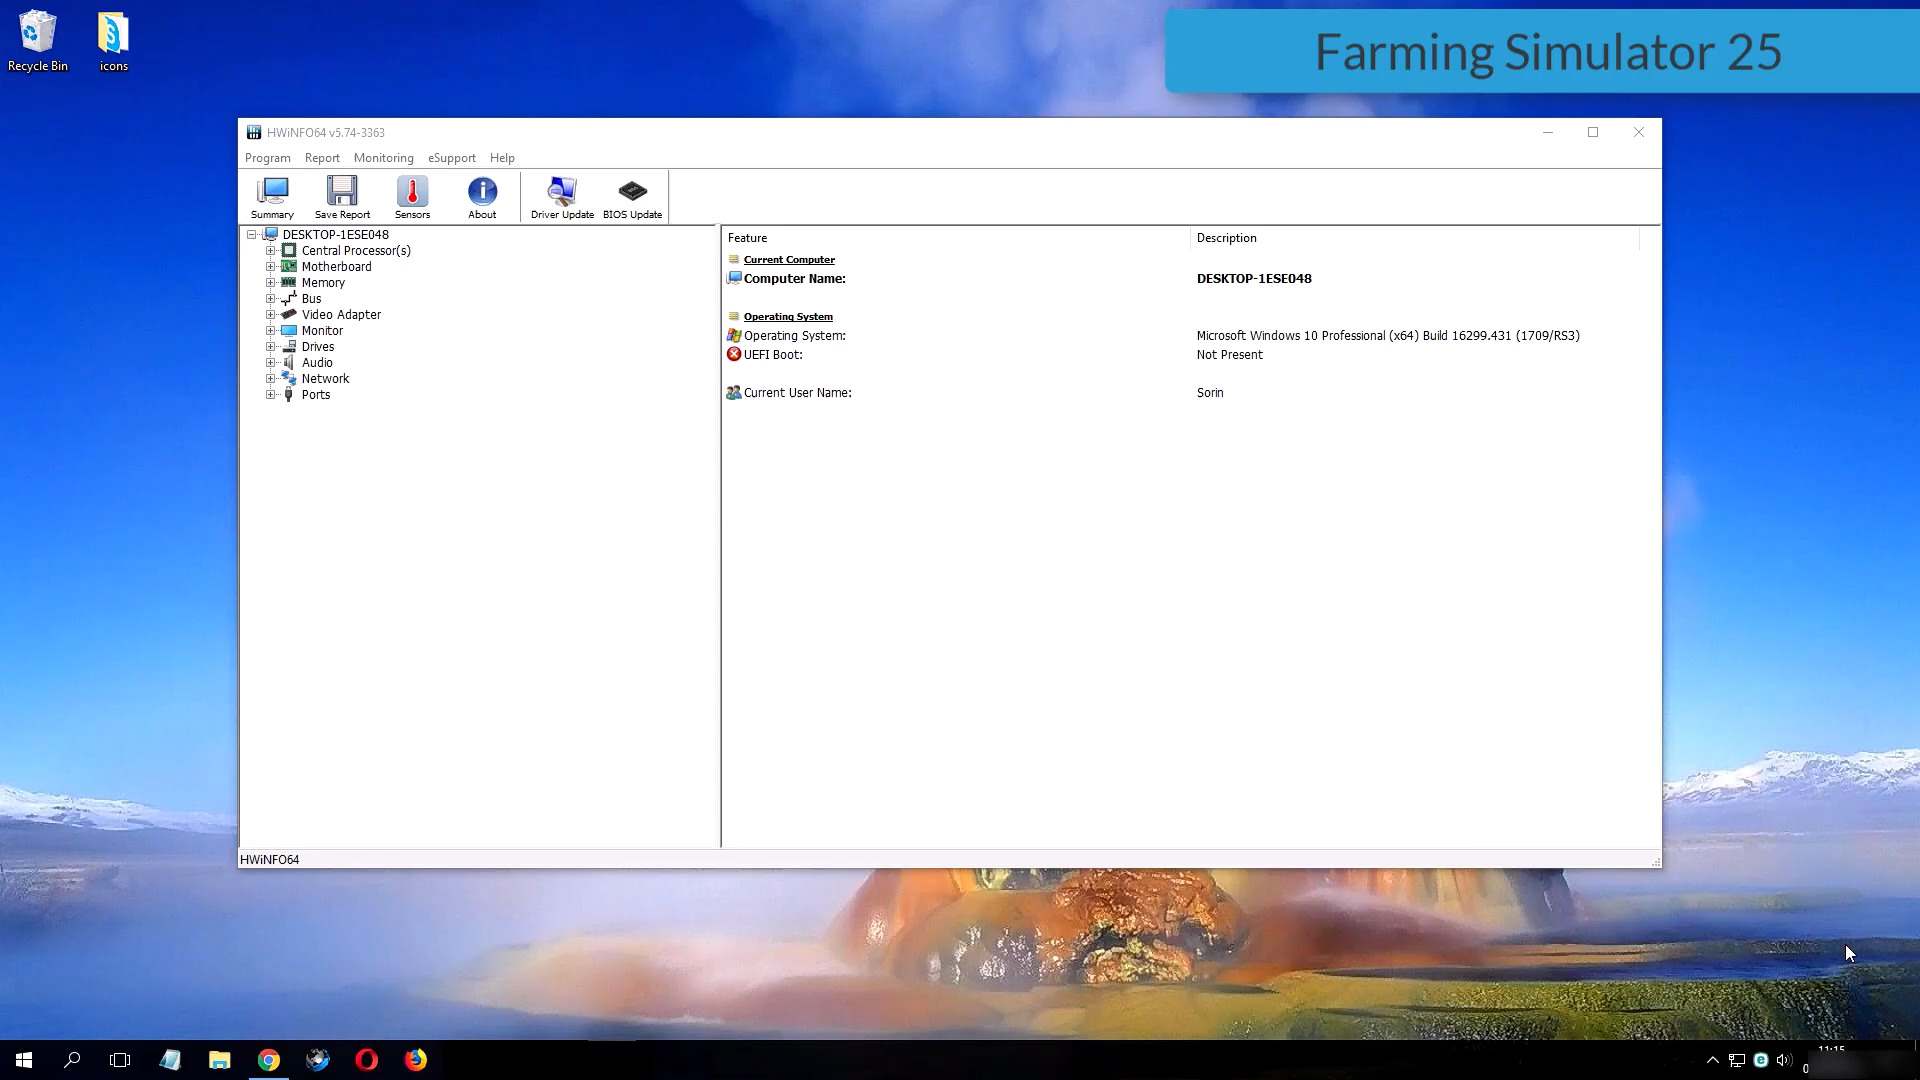 Recycle Bin
icons
Farming Simulator 25
HWiNFO64 v5.74-3363
Program Report Monitoring eSupport Help
Summary Save Report Sensors About Driver Update BIOS Update
DESKTOP-1ESE048
Central Processor(s)
Motherboard
Memory
Bus
Video Adapter
Monitor
Drives
Audio
Network
Ports
Feature Description
Current Computer
Computer Name: DESKTOP-1ESE048
Operating System
Operating System: Microsoft Windows 10 Professional (x64) Build 16299.431 (1709/RS3)
UEFI Boot: Not Present
Current User Name: Sorin
HWiNFO64